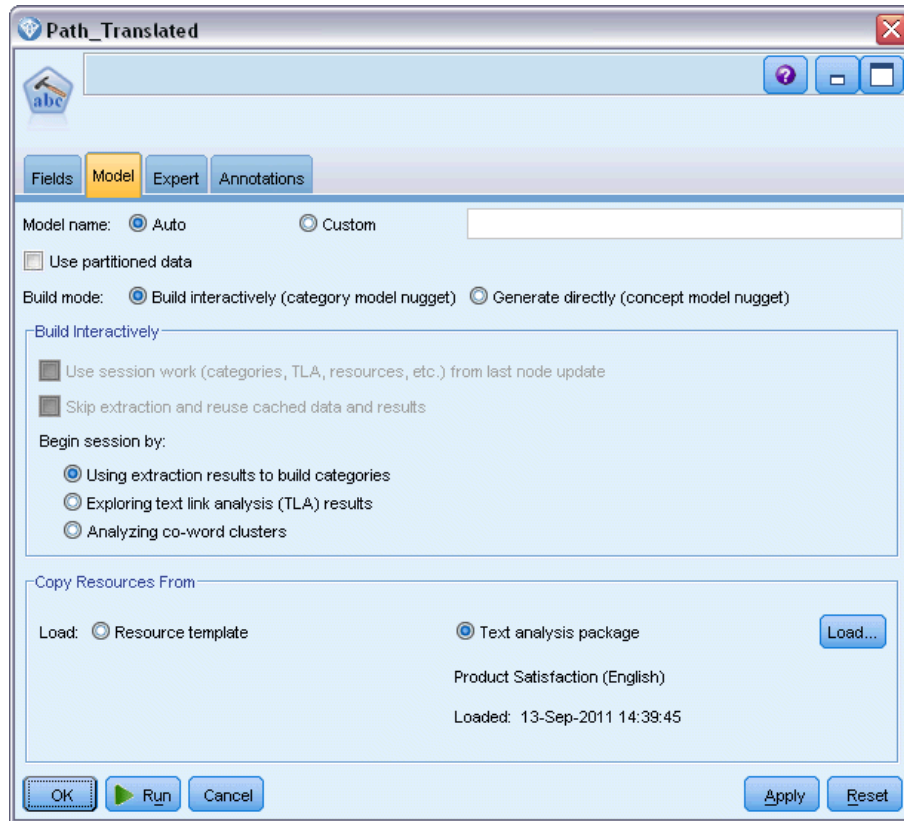 Path_Translated
abc
Fields Model Expert Annotations
Model name: Auto Custom
Use partitioned data
Build mode: Build interactively (category model nugget) Generate directly (concept model nugget)
Build Interactively
Use session work (categories, TLA, resources, etc.) from last node update
Skip extraction and reuse cached data and results
Begin session by:
Using extraction results to build categories
Exploring text link analysis (TLA) results
Analyzing co-word clusters
Copy Resources From
Load: Resource template Text analysis package Load...
Product Satisfaction (English)
Loaded: 13-Sep-2011 14:39:45
OK Run Cancel Apply Reset